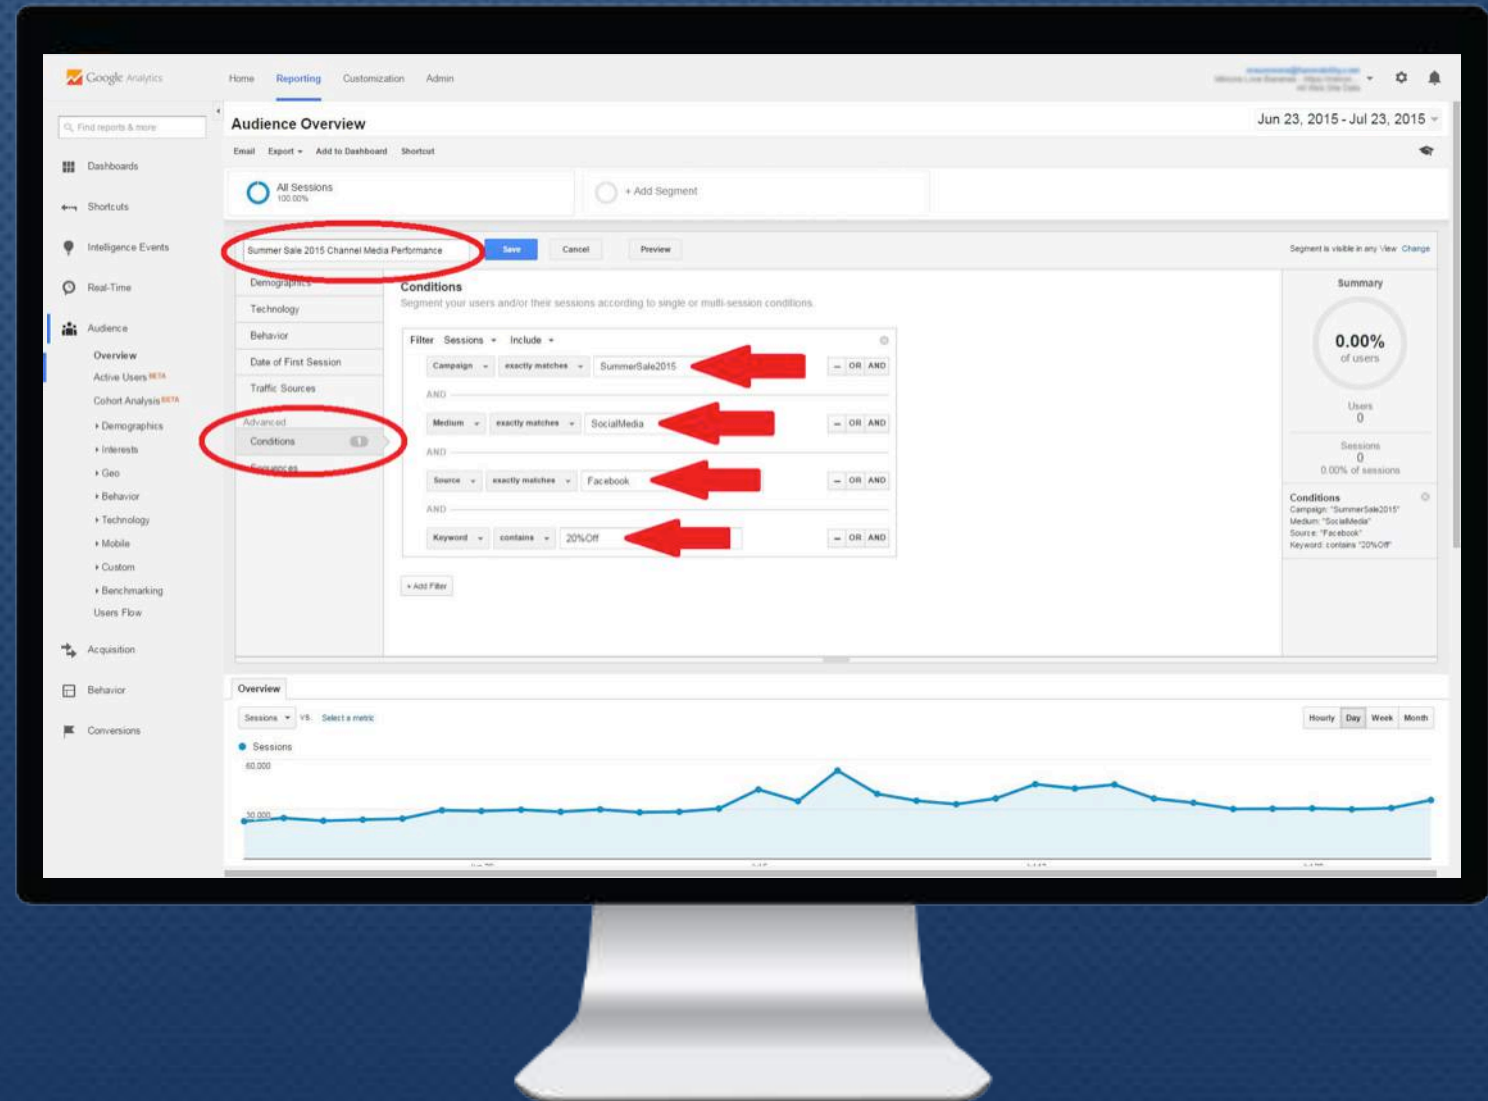 Google Analytics
Home Reporting Customization Admin
Find reports & more
Audience Overview
Jun 23, 2015 - Jul 23, 2015
Email Export Add to Dashboard Shortcut
Dashboards
Shortcuts
Intelligence Events
Real-Time
Audience
Overview
Active Users BETA
Cohort Analysis BETA
Demographics
Interests
Geo
Behavior
Technology
Mobile
Custom
Benchmarking
Users Flow
Acquisition
Behavior
Conversions
All Sessions
100.00%
+ Add Segment
Summer Sale 2015 Channel Media Performance
Save Cancel Preview
Segment is visible in any View Change
Demographics
Technology
Behavior
Date of First Session
Traffic Sources
Advanced
Conditions 1
Sequences
Conditions
Segment your users and/or their sessions according to single or multi-session conditions.
Filter Sessions Include
Campaign exactly matches SummerSale2015 – OR AND
AND
Medium exactly matches SocialMedia – OR AND
AND
Source exactly matches Facebook – OR AND
AND
Keyword contains 20%Off – OR AND
+ Add Filter
Summary
0.00%
of users
Users
0
Sessions
0
0.00% of sessions
Conditions
Campaign: "SummerSale2015"
Medium: "SocialMedia"
Source: "Facebook"
Keyword: contains "20%Off"
Overview
Sessions VS. Select a metric
Hourly Day Week Month
Sessions
60,000
30,000